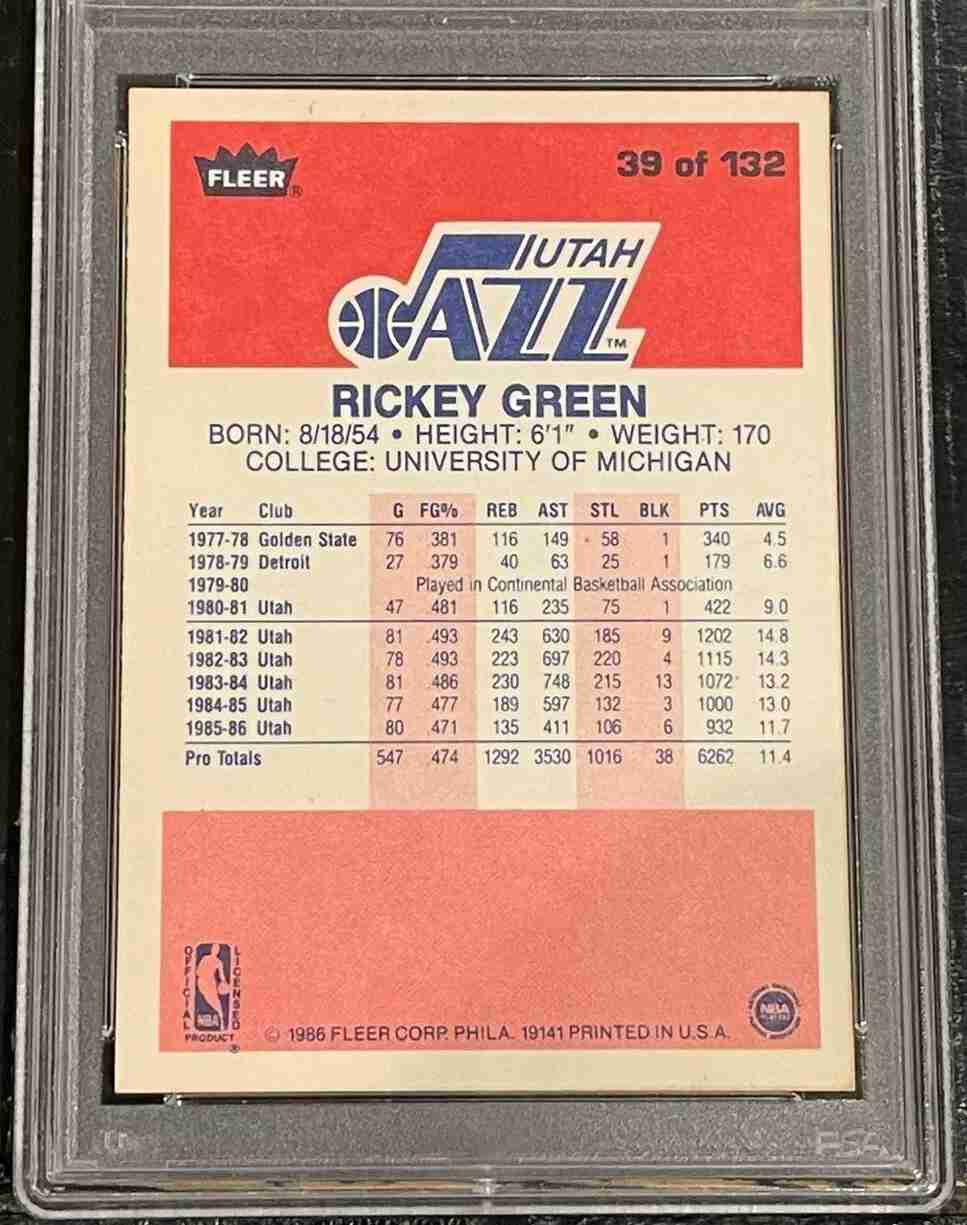 FLEER®
39 of 132
UTAH
JAZZ™
RICKEY GREEN
BORN: 8/18/54 • HEIGHT: 6'1" • WEIGHT: 170
COLLEGE: UNIVERSITY OF MICHIGAN
Year Club G FG% REB AST STL BLK PTS AVG
1977-78 Golden State 76 .381 116 149 58 1 340 4.5
1978-79 Detroit 27 .379 40 63 25 1 179 6.6
1979-80 Played in Continental Basketball Association
1980-81 Utah 47 .481 116 235 75 1 422 9.0
1981-82 Utah 81 .493 243 630 185 9 1202 14.8
1982-83 Utah 78 .493 223 697 220 4 1115 14.3
1983-84 Utah 81 .486 230 748 215 13 1072 13.2
1984-85 Utah 77 .477 189 597 132 3 1000 13.0
1985-86 Utah 80 .471 135 411 106 6 932 11.7
Pro Totals 547 .474 1292 3530 1016 38 6262 11.4
OFFICIAL LICENSED
NBA
PRODUCT®
© 1986 FLEER CORP. PHILA. 19141 PRINTED IN U.S.A.
NBA
PLAYERS
PSA